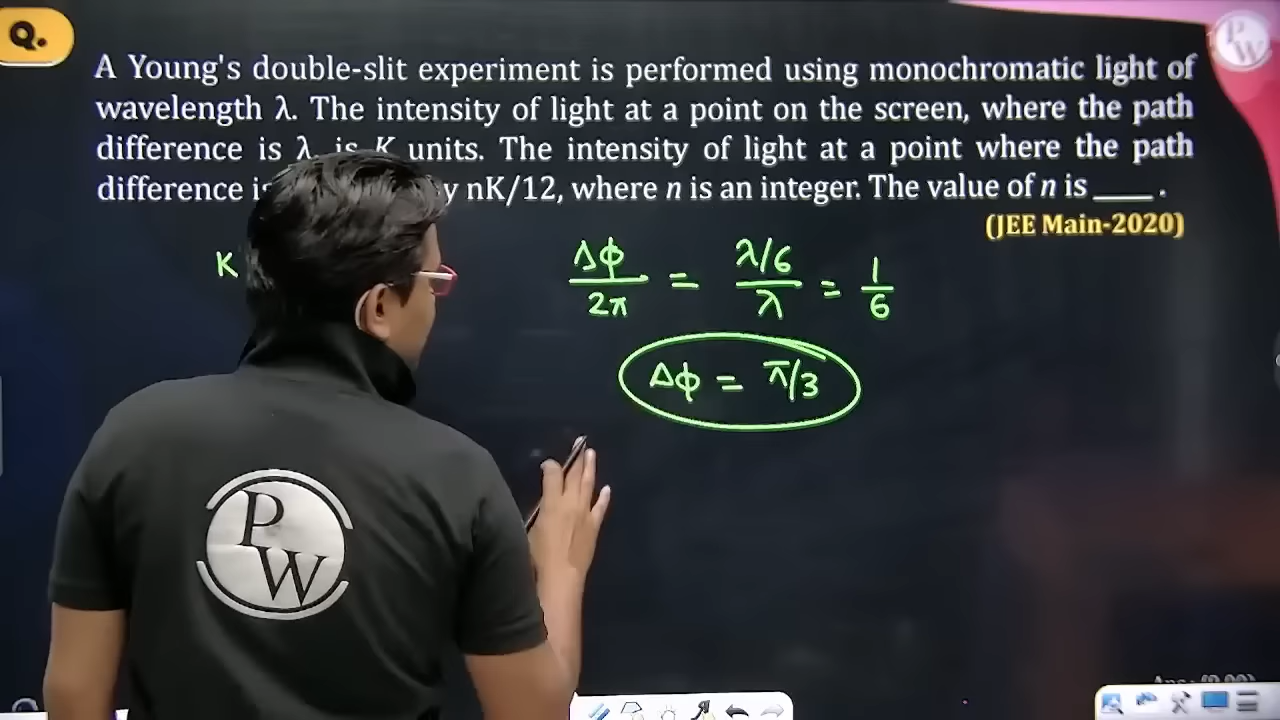 Q.
PW
A Young's double-slit experiment is performed using monochromatic light of
wavelength λ. The intensity of light at a point on the screen, where the path
difference is λ, is K units. The intensity of light at a point where the path
difference is y nK/12, where n is an integer. The value of n is ____ .
(JEE Main-2020)
K
Δφ/2π = λ/6/λ = 1/6
Δφ = π/3
PW